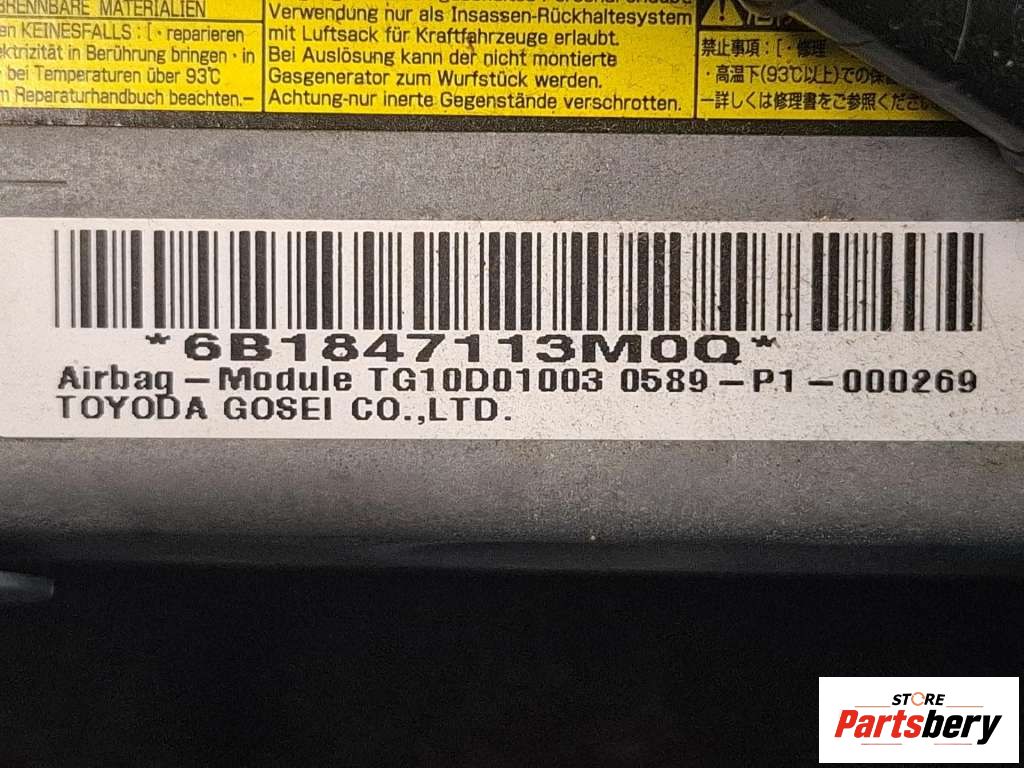 BRENNBARE MATERIALIEN
en KEINESFALLS : [ · reparieren
ektrizität in Berührung bringen · in
· bei Temperaturen über 93℃
m Reparaturhandbuch beachten.-
Verwendung nur als Insassen-Rückhaltesystem
mit Luftsack für Kraftfahrzeuge erlaubt.
Bei Auslösung kann der nicht montierte
Gasgenerator zum Wurfstück werden.
Achtung-nur inerte Gegenstände verschrotten.
禁止事項：[ · 修理
・高温下(93℃以上)での保
ー詳しくは修理書をご参照くださ
*6B1847113M0Q*
Airbag-Module TG10D01003 0589-P1-000269
TOYODA GOSEI CO.,LTD.
STORE
Partsbery